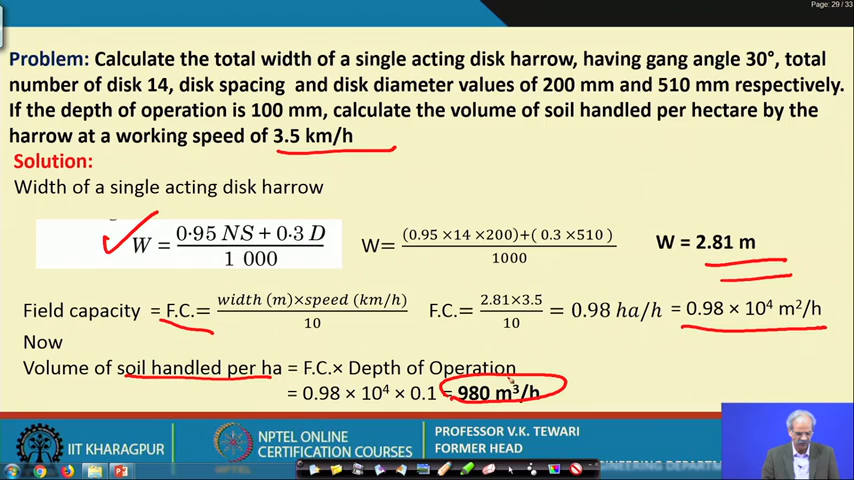 Page: 29 / 33
Problem: Calculate the total width of a single acting disk harrow, having gang angle 30°, total
number of disk 14, disk spacing and disk diameter values of 200 mm and 510 mm respectively.
If the depth of operation is 100 mm, calculate the volume of soil handled per hectare by the
harrow at a working speed of 3.5 km/h
Solution:
Width of a single acting disk harrow
W = (0·95 NS + 0·3 D) / 1 000 W= ((0.95 ×14 ×200)+( 0.3 ×510 )) / 1000 W = 2.81 m
Field capacity = F.C.= (width (m)×speed (km/h)) / 10 F.C.= (2.81×3.5) / 10 = 0.98 ha/h = 0.98 × 10⁴ m²/h
Now
Volume of soil handled per ha = F.C.× Depth of Operation
= 0.98 × 10⁴ × 0.1 = 980 m³/h
IIT KHARAGPUR
NPTEL ONLINE
CERTIFICATION COURSES
PROFESSOR V.K. TEWARI
FORMER HEAD
ENGINEERING DEPARTM